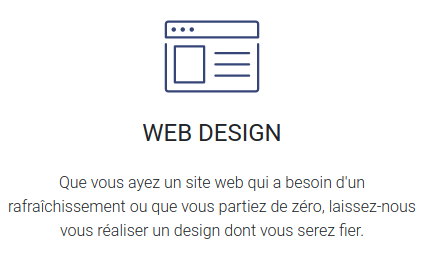 WEB DESIGN
Que vous ayez un site web qui a besoin d'un
rafraîchissement ou que vous partiez de zéro, laissez-nous
vous réaliser un design dont vous serez fier.